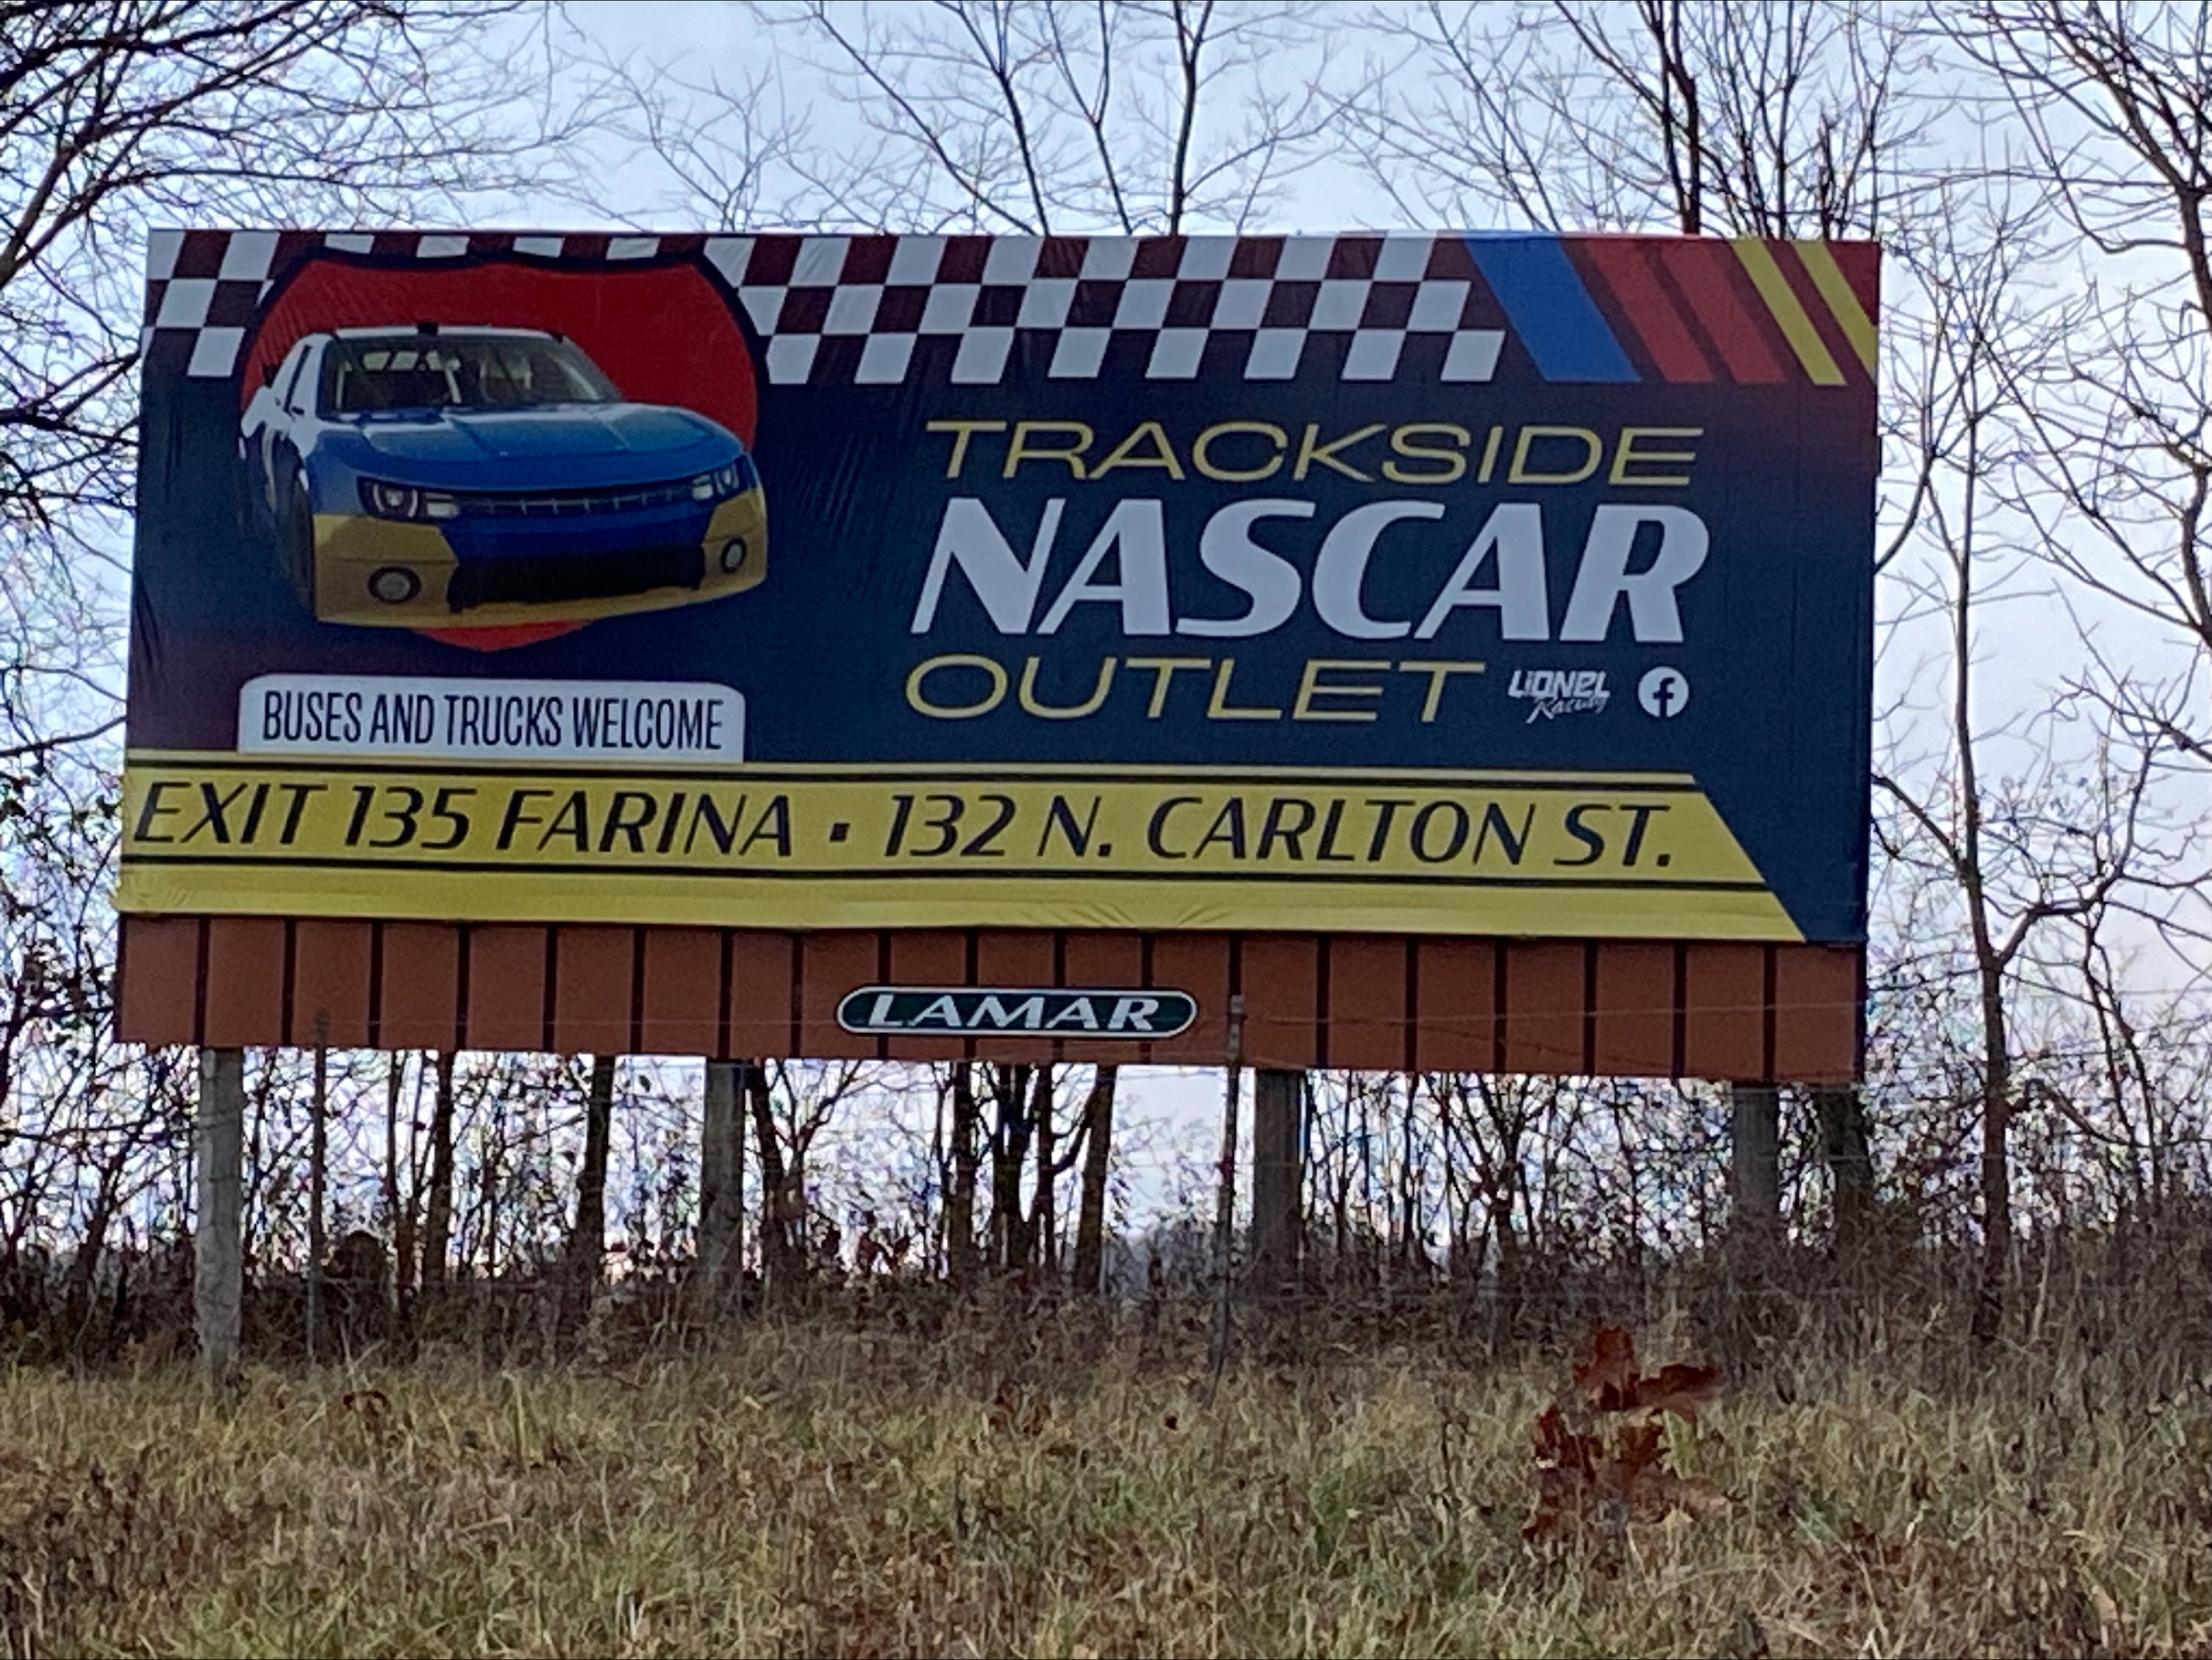 TRACKSIDE
NASCAR
OUTLET
LIONEL
Racing
f
BUSES AND TRUCKS WELCOME
EXIT 135 FARINA • 132 N. CARLTON ST.
LAMAR